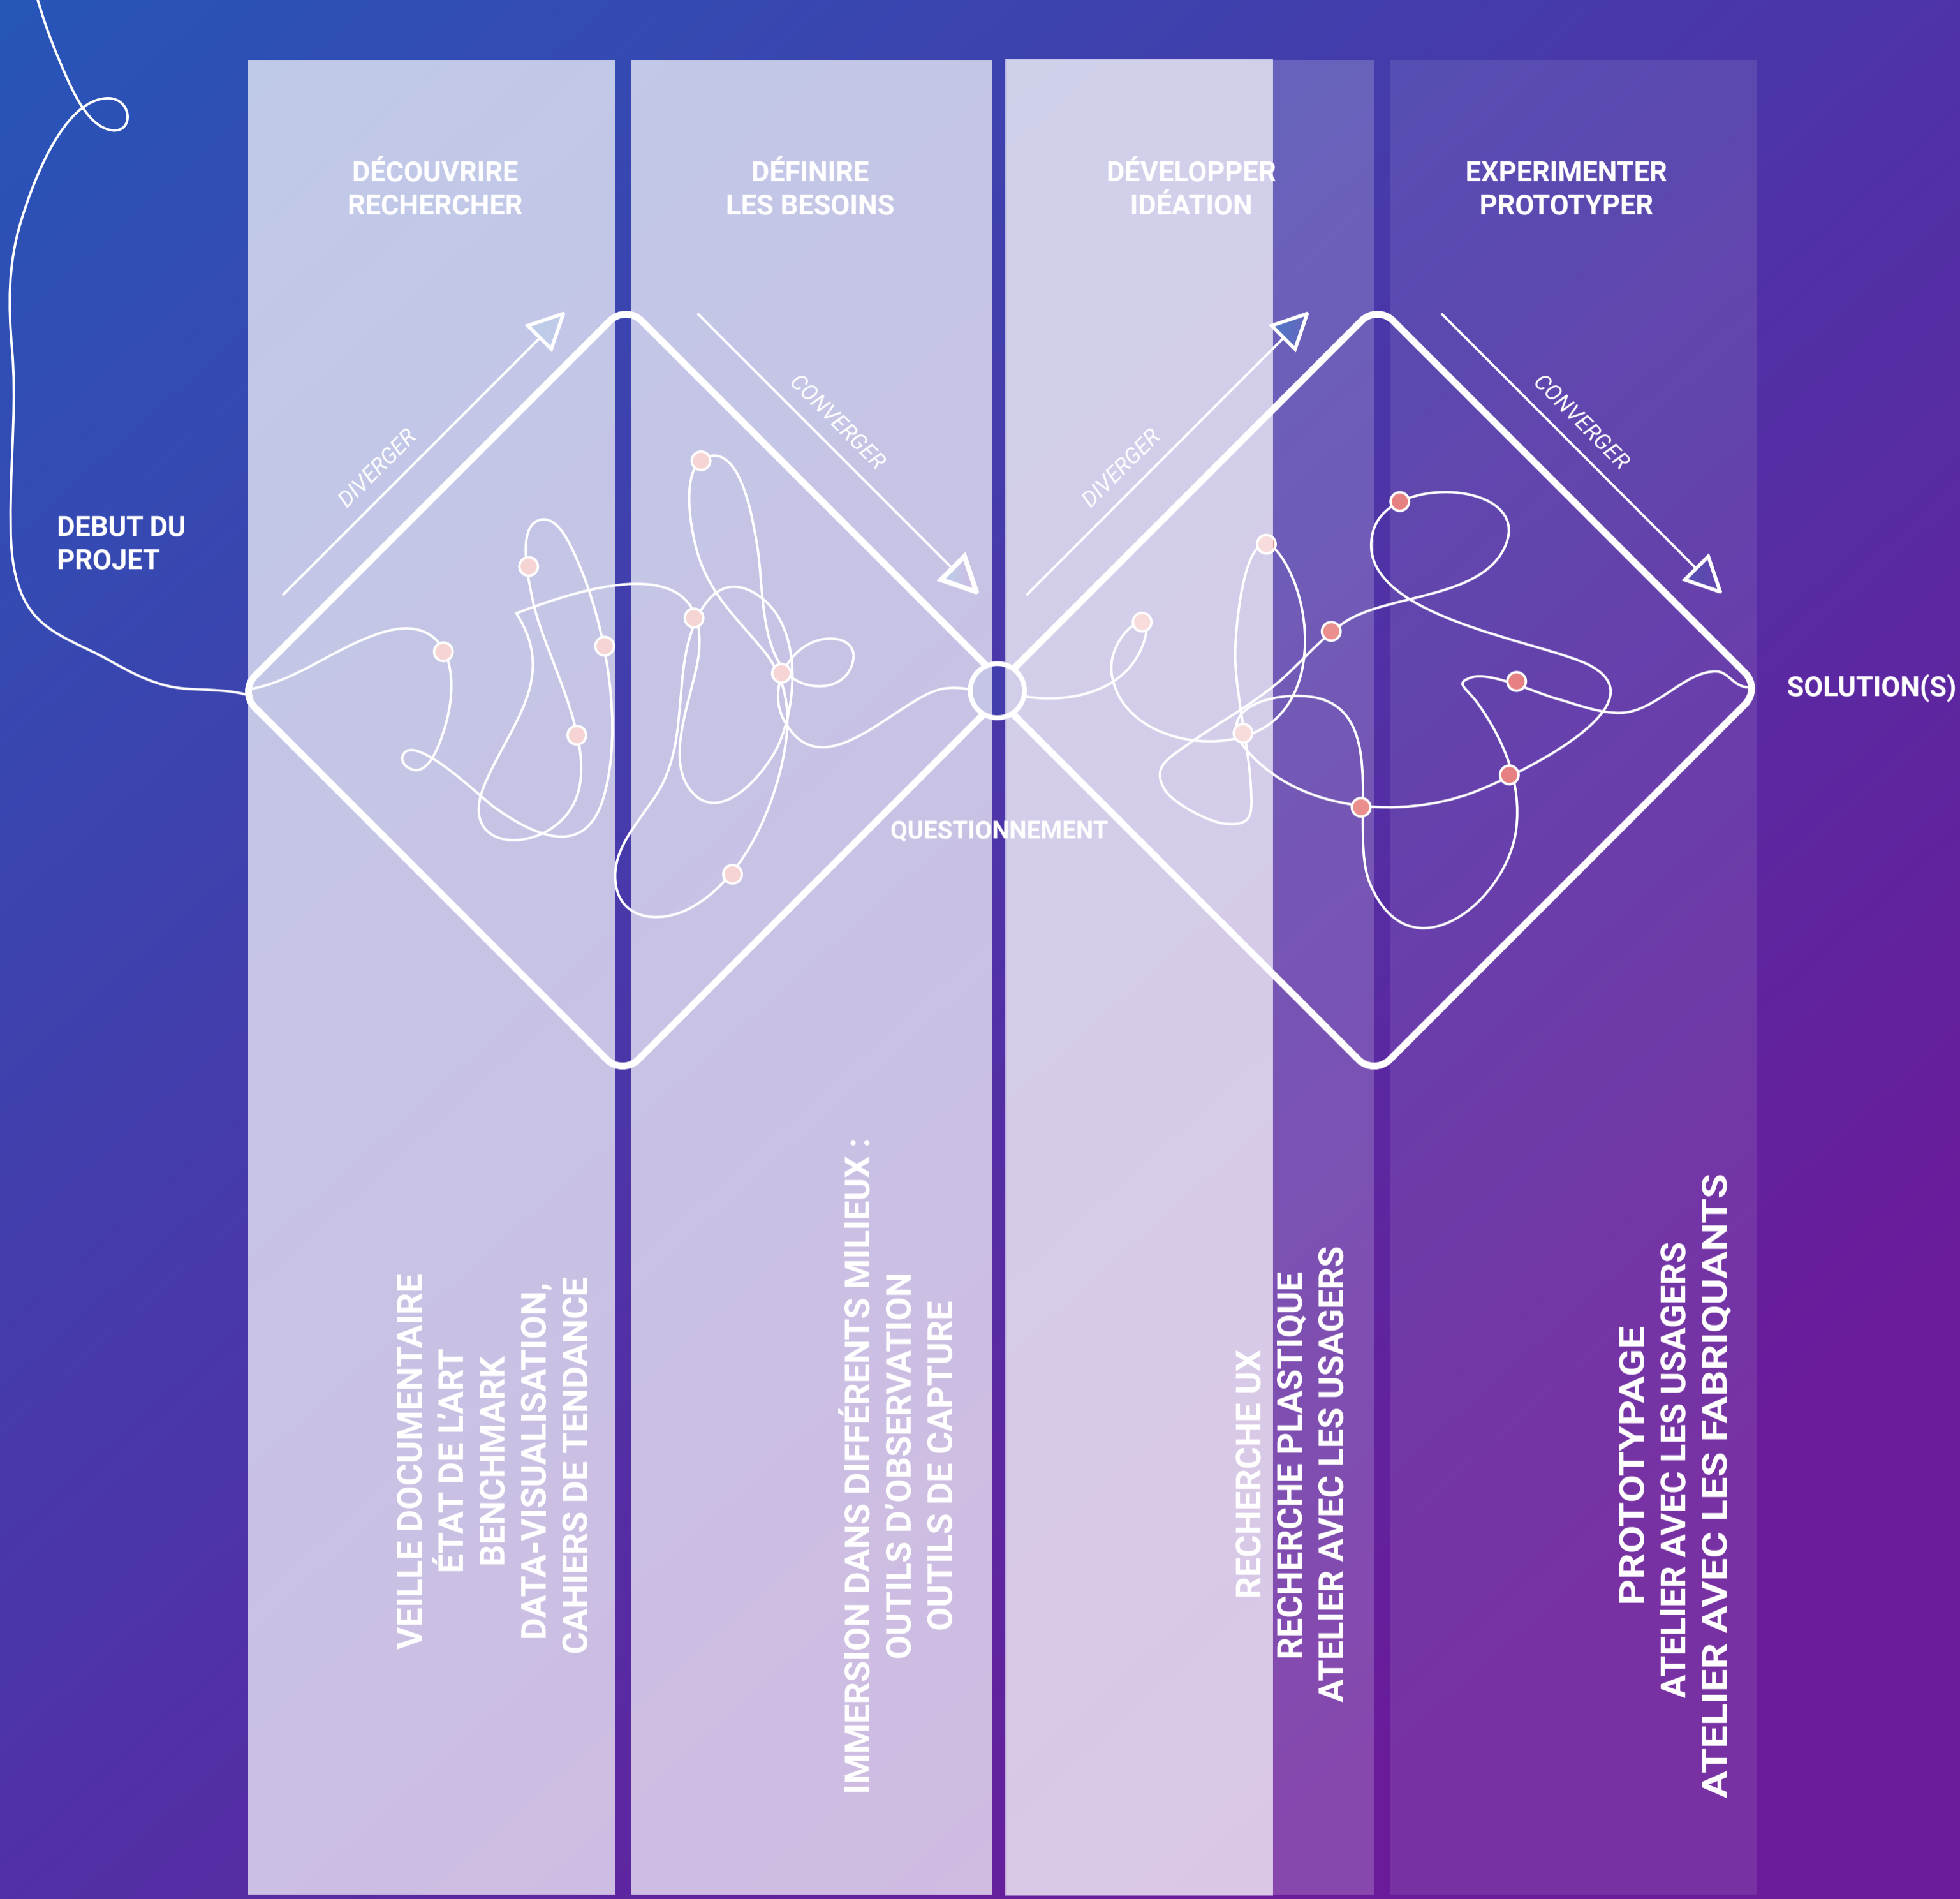 DÉCOUVRIRE
RECHERCHER
DÉFINIRE
LES BESOINS
DÉVELOPPER
IDÉATION
EXPERIMENTER
PROTOTYPER
DIVERGER
CONVERGER
DIVERGER
CONVERGER
DEBUT DU
PROJET
SOLUTION(S)
QUESTIONNEMENT
VEILLE DOCUMENTAIRE
ÉTAT DE L'ART
BENCHMARK
DATA-VISUALISATION,
CAHIERS DE TENDANCE
IMMERSION DANS DIFFÉRENTS MILIEUX :
OUTILS D'OBSERVATION
OUTILS DE CAPTURE
RECHERCHE UX
RECHERCHE PLASTIQUE
ATELIER AVEC LES USAGERS
PROTOTYPAGE
ATELIER AVEC LES USAGERS
ATELIER AVEC LES FABRIQUANTS